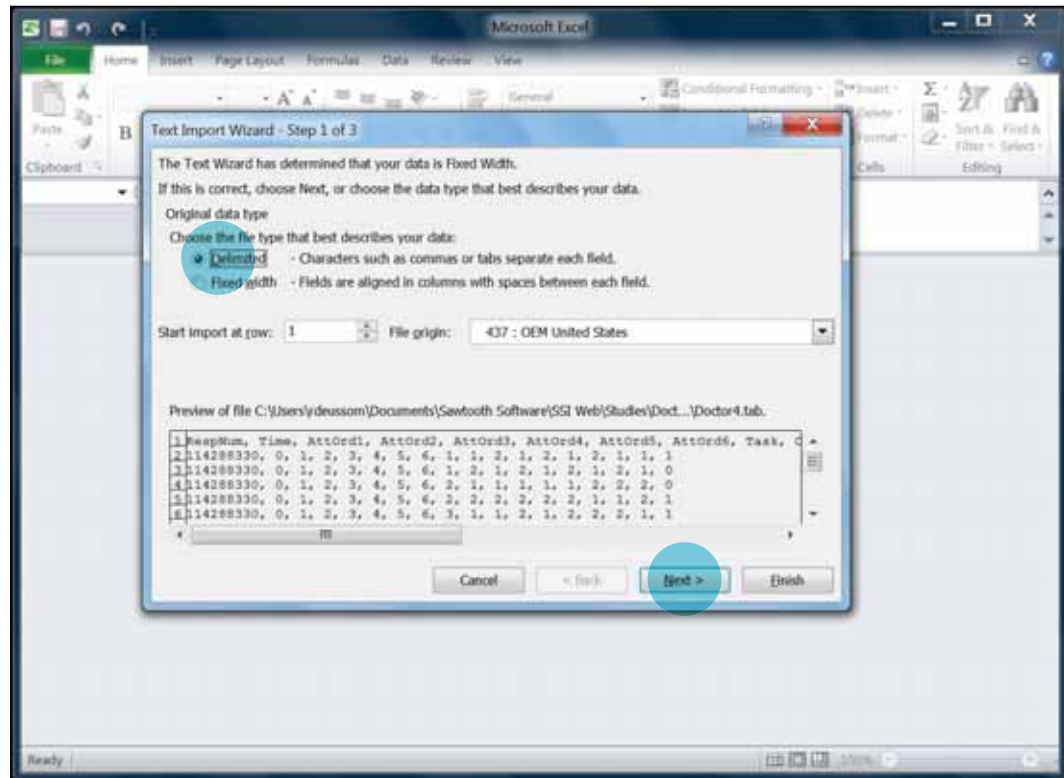 Microsoft Excel
File Home Insert Page Layout Formulas Data Review View
Paste
B
A A
General
Conditional Formatting
Insert
Delete
Format
Σ
Sort & Filter
Find & Select
Clipboard
Cells
Editing
Text Import Wizard - Step 1 of 3
The Text Wizard has determined that your data is Fixed Width.
If this is correct, choose Next, or choose the data type that best describes your data.
Original data type
Choose the file type that best describes your data:
Delimited - Characters such as commas or tabs separate each field.
Fixed width - Fields are aligned in columns with spaces between each field.
Start import at row: 1 File origin: 437 : OEM United States
Preview of file C:\Users\rdeussom\Documents\Sawtooth Software\SSI Web\Studies\Doct...\Doctor4.tab.
1 RespNum, Time, AttOrd1, AttOrd2, AttOrd3, AttOrd4, AttOrd5, AttOrd6, Task, C
2 114288330, 0, 1, 2, 3, 4, 5, 6, 1, 1, 2, 1, 2, 1, 2, 1, 1, 1
3 114288330, 0, 1, 2, 3, 4, 5, 6, 1, 2, 1, 2, 1, 2, 1, 2, 1, 0
4 114288330, 0, 1, 2, 3, 4, 5, 6, 2, 1, 1, 1, 1, 1, 2, 2, 2, 0
5 114288330, 0, 1, 2, 3, 4, 5, 6, 2, 2, 2, 2, 2, 2, 1, 1, 2, 1
6 114288330, 0, 1, 2, 3, 4, 5, 6, 3, 1, 1, 2, 1, 2, 2, 2, 1, 1
Cancel < Back Next > Finish
Ready 100%